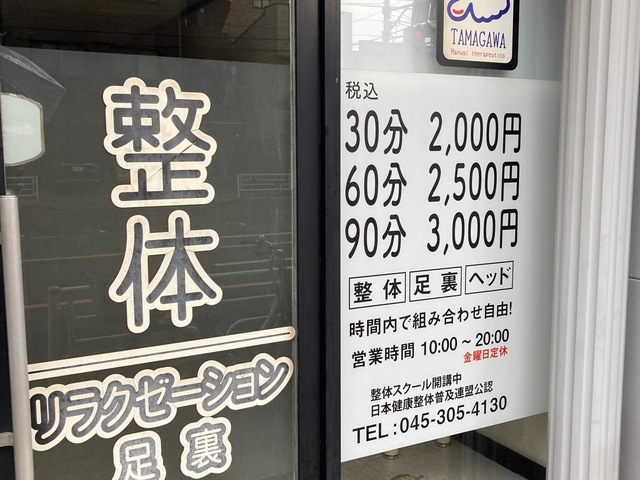 整体
リラクゼーション
足裏
TAMAGAWA
Manual therapeutics
税込
30分 2,000円
60分 2,500円
90分 3,000円
整体 足裏 ヘッド
時間内で組み合わせ自由!
営業時間 10:00~20:00
金曜日定休
整体スクール開講中
日本健康整体普及連盟公認
TEL:045-305-4130